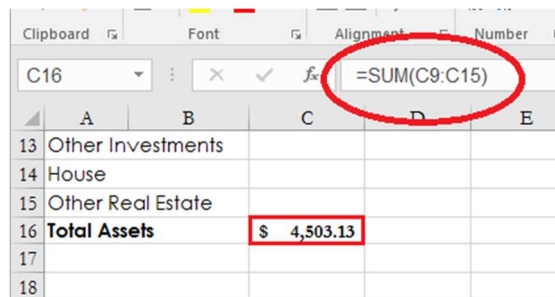 Clipboard Font Alignment Number
C16 fx =SUM(C9:C15)
A B C D E
13 Other Investments
14 House
15 Other Real Estate
16 Total Assets $ 4,503.13
17
18